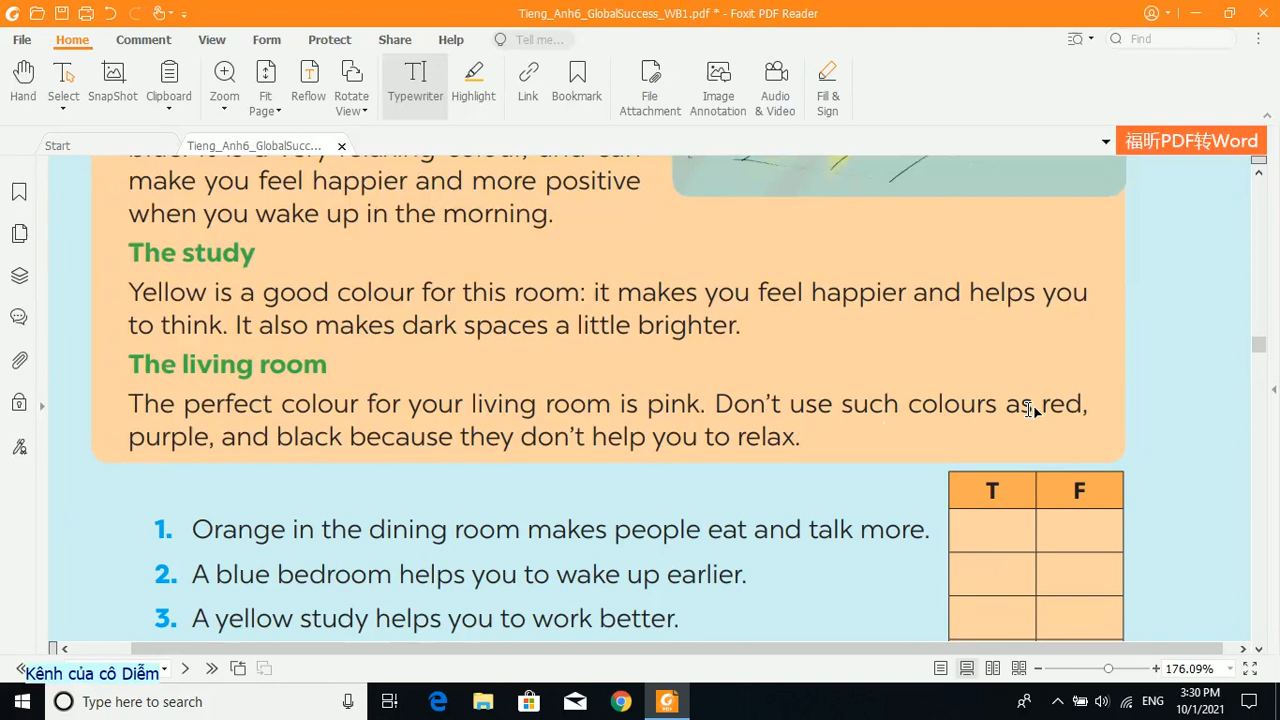 Tieng_Anh6_GlobalSuccess_WB1.pdf * - Foxit PDF Reader
File Home Comment View Form Protect Share Help Tell me... Find
Hand Select SnapShot Clipboard Zoom Fit Page Reflow Rotate View Typewriter Highlight Link Bookmark File Attachment Image Annotation Audio & Video Fill & Sign
Start Tieng_Anh6_GlobalSucc... 福昕PDF转Word
make you feel happier and more positive
when you wake up in the morning.
The study
Yellow is a good colour for this room: it makes you feel happier and helps you
to think. It also makes dark spaces a little brighter.
The living room
The perfect colour for your living room is pink. Don't use such colours as red,
purple, and black because they don't help you to relax.
T F
1. Orange in the dining room makes people eat and talk more.
2. A blue bedroom helps you to wake up earlier.
3. A yellow study helps you to work better.
Kênh của cô Diễm 176.09%
Type here to search ENG 3:30 PM
10/1/2021